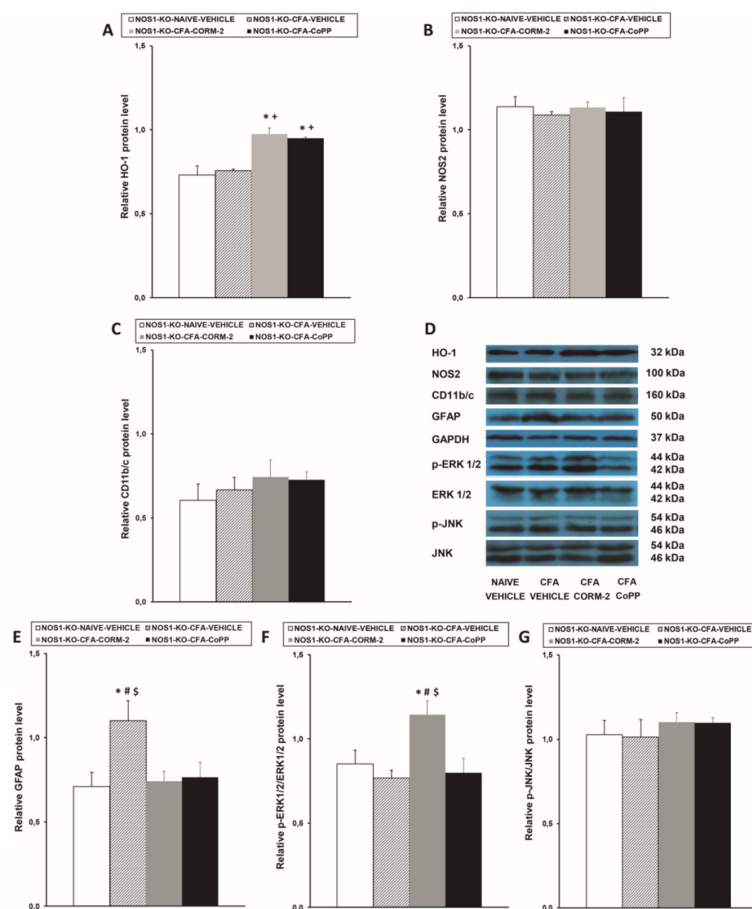 NOS1-KO-NAIVE-VEHICLE NOS1-KO-CFA-VEHICLE
NOS1-KO-CFA-CORM-2 NOS1-KO-CFA-CoPP
A
Relative HO-1 protein level
1,5
1,0
0,5
0,0
* +
* +
NOS1-KO-NAIVE-VEHICLE NOS1-KO-CFA-VEHICLE
NOS1-KO-CFA-CORM-2 NOS1-KO-CFA-CoPP
B
Relative NOS2 protein level
1,5
1,0
0,5
0,0
NOS1-KO-NAIVE-VEHICLE NOS1-KO-CFA-VEHICLE
NOS1-KO-CFA-CORM-2 NOS1-KO-CFA-CoPP
C
Relative CD11b/c protein level
1,5
1,0
0,5
0,0
D
HO-1 32 kDa
NOS2 100 kDa
CD11b/c 160 kDa
GFAP 50 kDa
GAPDH 37 kDa
p-ERK 1/2 44 kDa
42 kDa
ERK 1/2 44 kDa
42 kDa
p-JNK 54 kDa
46 kDa
JNK 54 kDa
46 kDa
NAIVE CFA CFA CFA
VEHICLE VEHICLE CORM-2 CoPP
NOS1-KO-NAIVE-VEHICLE NOS1-KO-CFA-VEHICLE
NOS1-KO-CFA-CORM-2 NOS1-KO-CFA-CoPP
E
Relative GFAP protein level
1,5
1,0
0,5
0,0
* # $
NOS1-KO-NAIVE-VEHICLE NOS1-KO-CFA-VEHICLE
NOS1-KO-CFA-CORM-2 NOS1-KO-CFA-CoPP
F
Relative p-ERK1/2/ERK1/2 protein level
1,5
1,0
0,5
0,0
* # $
NOS1-KO-NAIVE-VEHICLE NOS1-KO-CFA-VEHICLE
NOS1-KO-CFA-CORM-2 NOS1-KO-CFA-CoPP
G
Relative p-JNK/JNK protein level
1,5
1,0
0,5
0,0